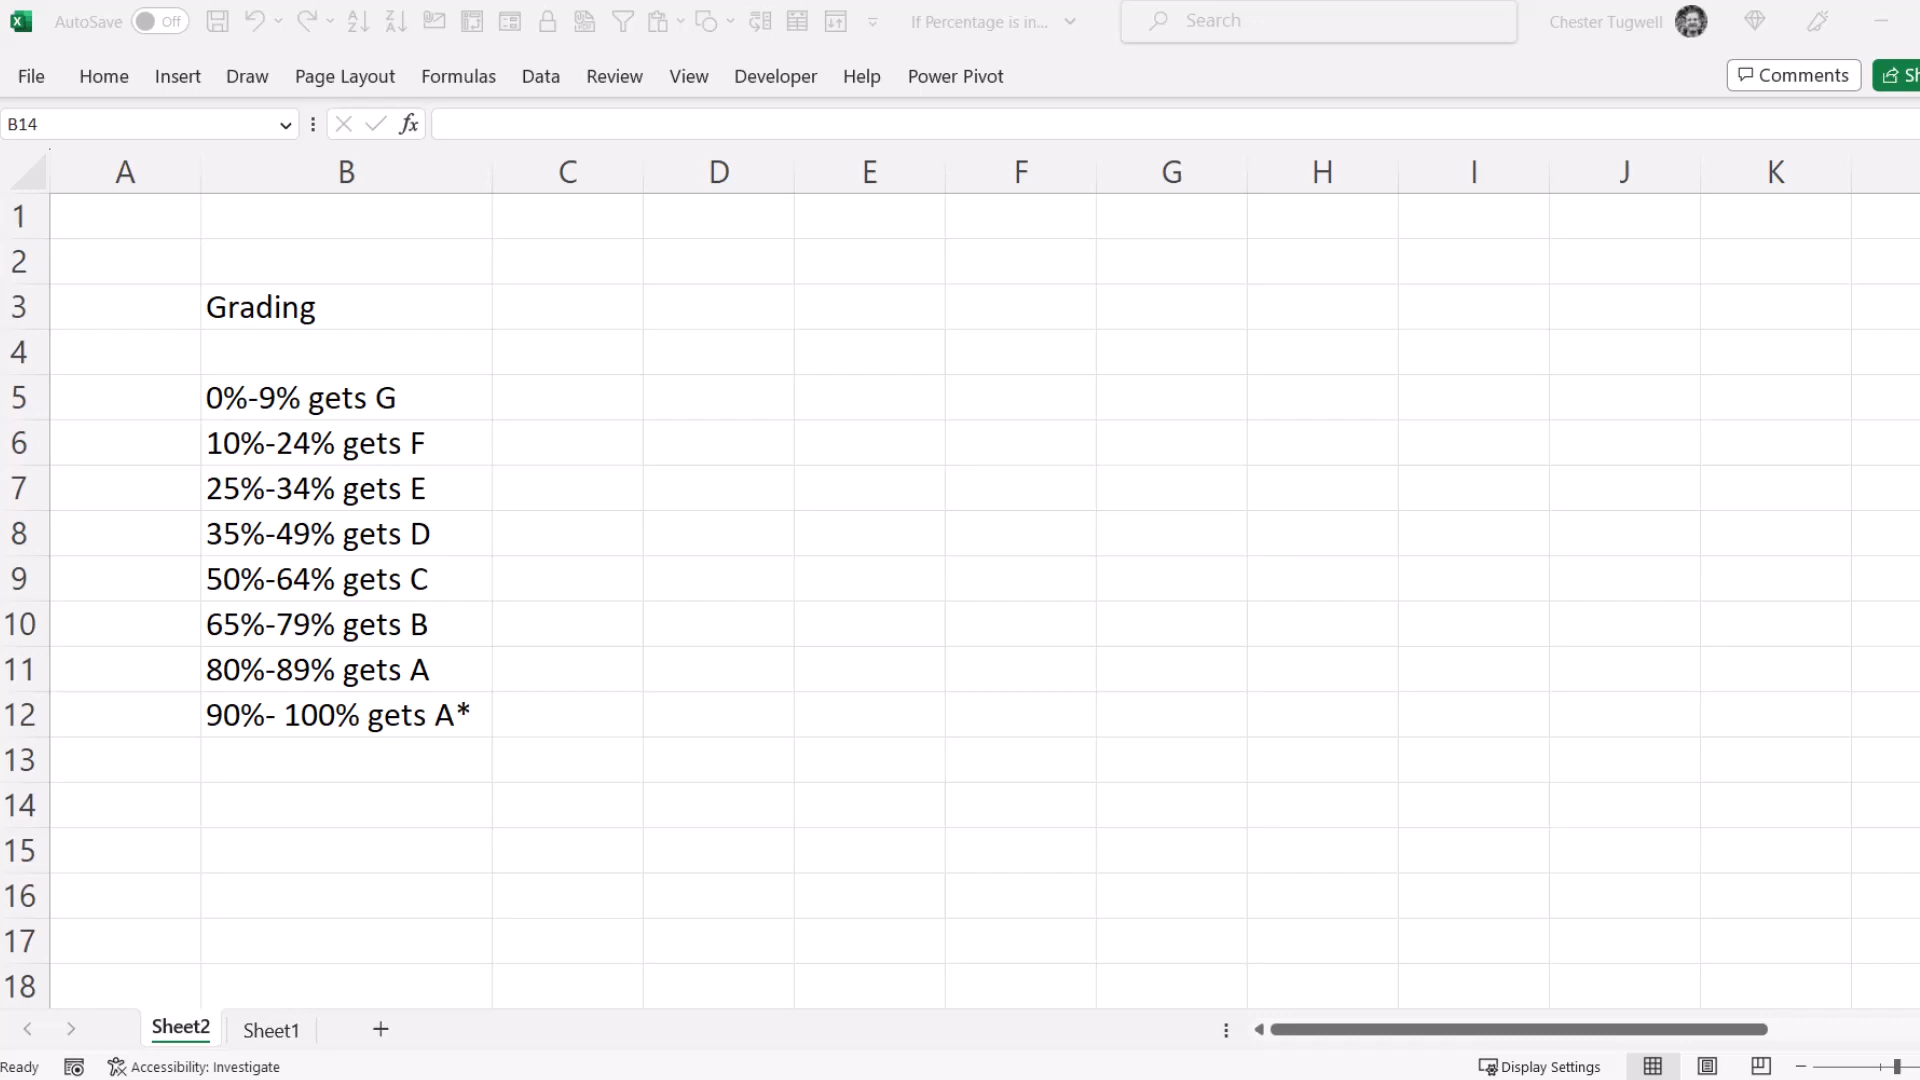 AutoSave Off If Percentage is in... Search Chester Tugwell
File Home Insert Draw Page Layout Formulas Data Review View Developer Help Power Pivot Comments Sh
B14 fx
A B C D E F G H I J K
1
2
3 Grading
4
5 0%-9% gets G
6 10%-24% gets F
7 25%-34% gets E
8 35%-49% gets D
9 50%-64% gets C
10 65%-79% gets B
11 80%-89% gets A
12 90%- 100% gets A*
13
14
15
16
17
18
Sheet2 Sheet1
Ready Accessibility: Investigate Display Settings